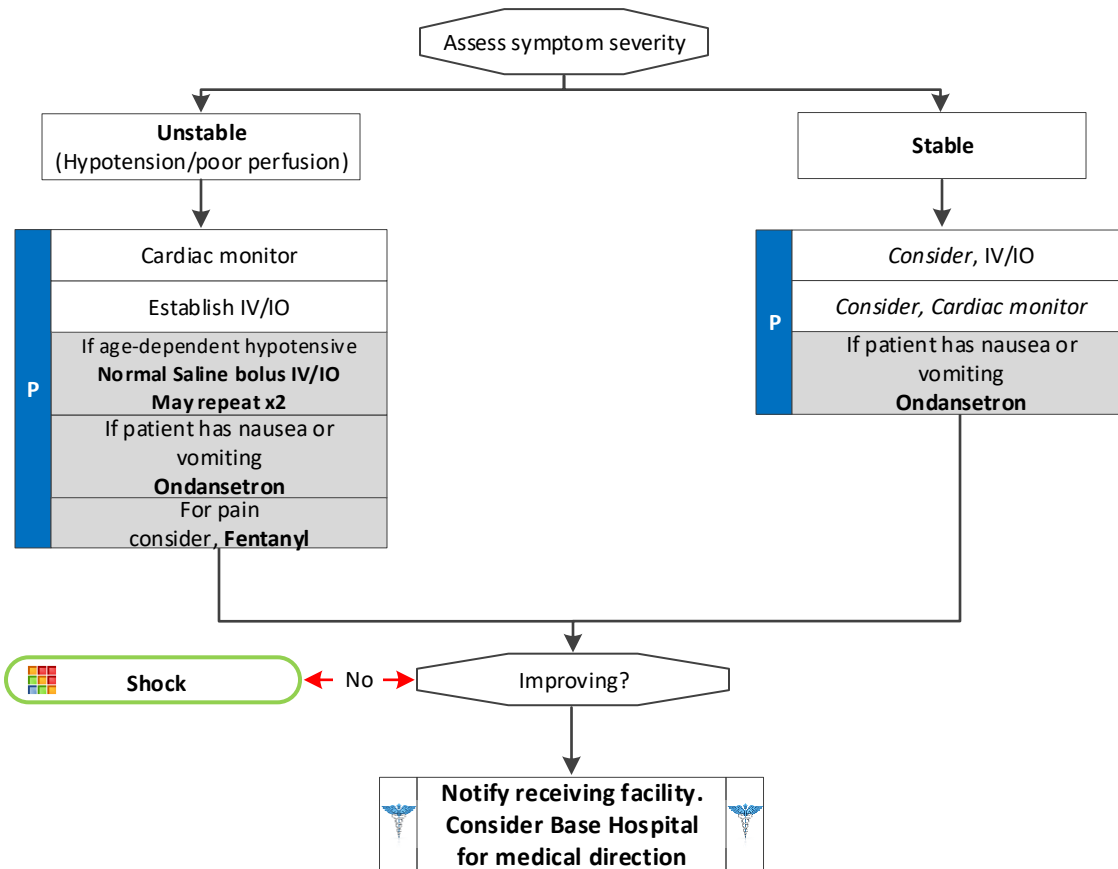 Assess symptom severity
Unstable
(Hypotension/poor perfusion)
Stable
P
Cardiac monitor
Establish IV/IO
If age-dependent hypotensive
Normal Saline bolus IV/IO
May repeat x2
If patient has nausea or
vomiting
Ondansetron
For pain
consider, Fentanyl
P
Consider, IV/IO
Consider, Cardiac monitor
If patient has nausea or
vomiting
Ondansetron
Shock
No
Improving?
Notify receiving facility.
Consider Base Hospital
for medical direction